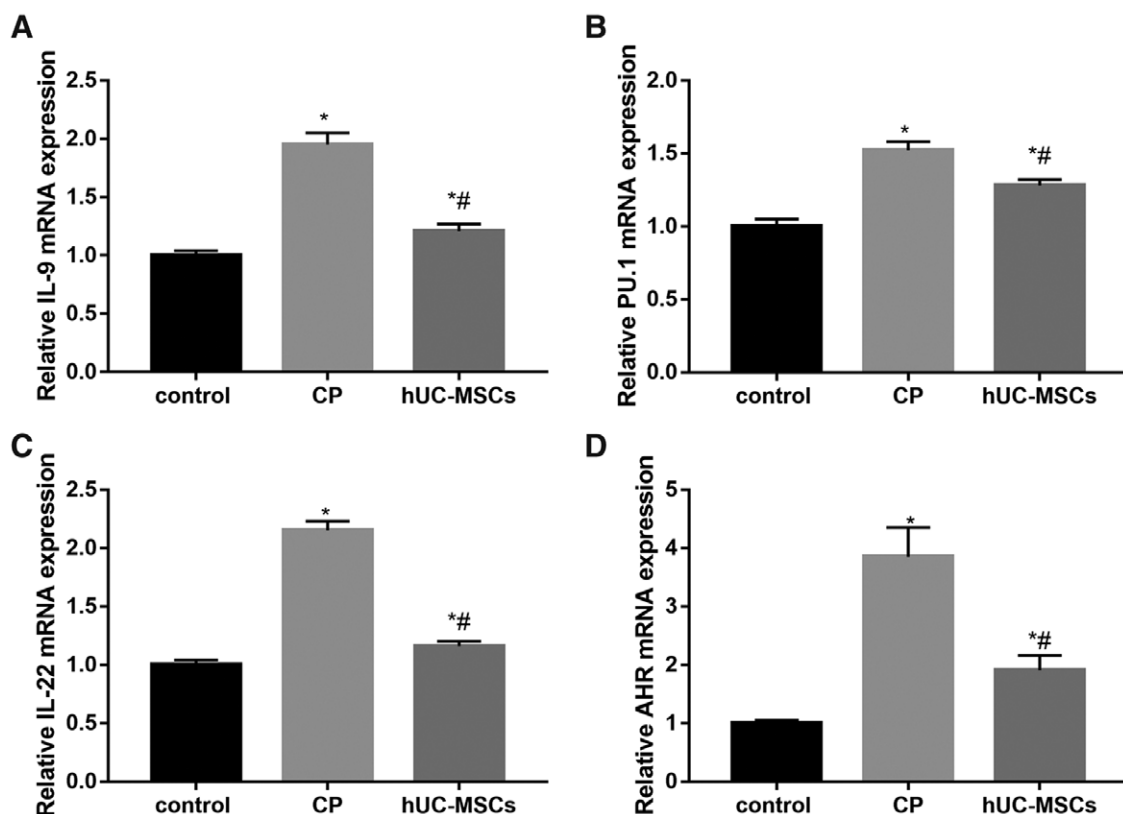 A
Relative IL-9 mRNA expression
2.5
2.0
1.5
1.0
0.5
0.0
*
*#
control
CP
hUC-MSCs
B
Relative PU.1 mRNA expression
2.0
1.5
1.0
0.5
0.0
*
*#
control
CP
hUC-MSCs
C
Relative IL-22 mRNA expression
2.5
2.0
1.5
1.0
0.5
0.0
*
*#
control
CP
hUC-MSCs
D
Relative AHR mRNA expression
5
4
3
2
1
0
*
*#
control
CP
hUC-MSCs